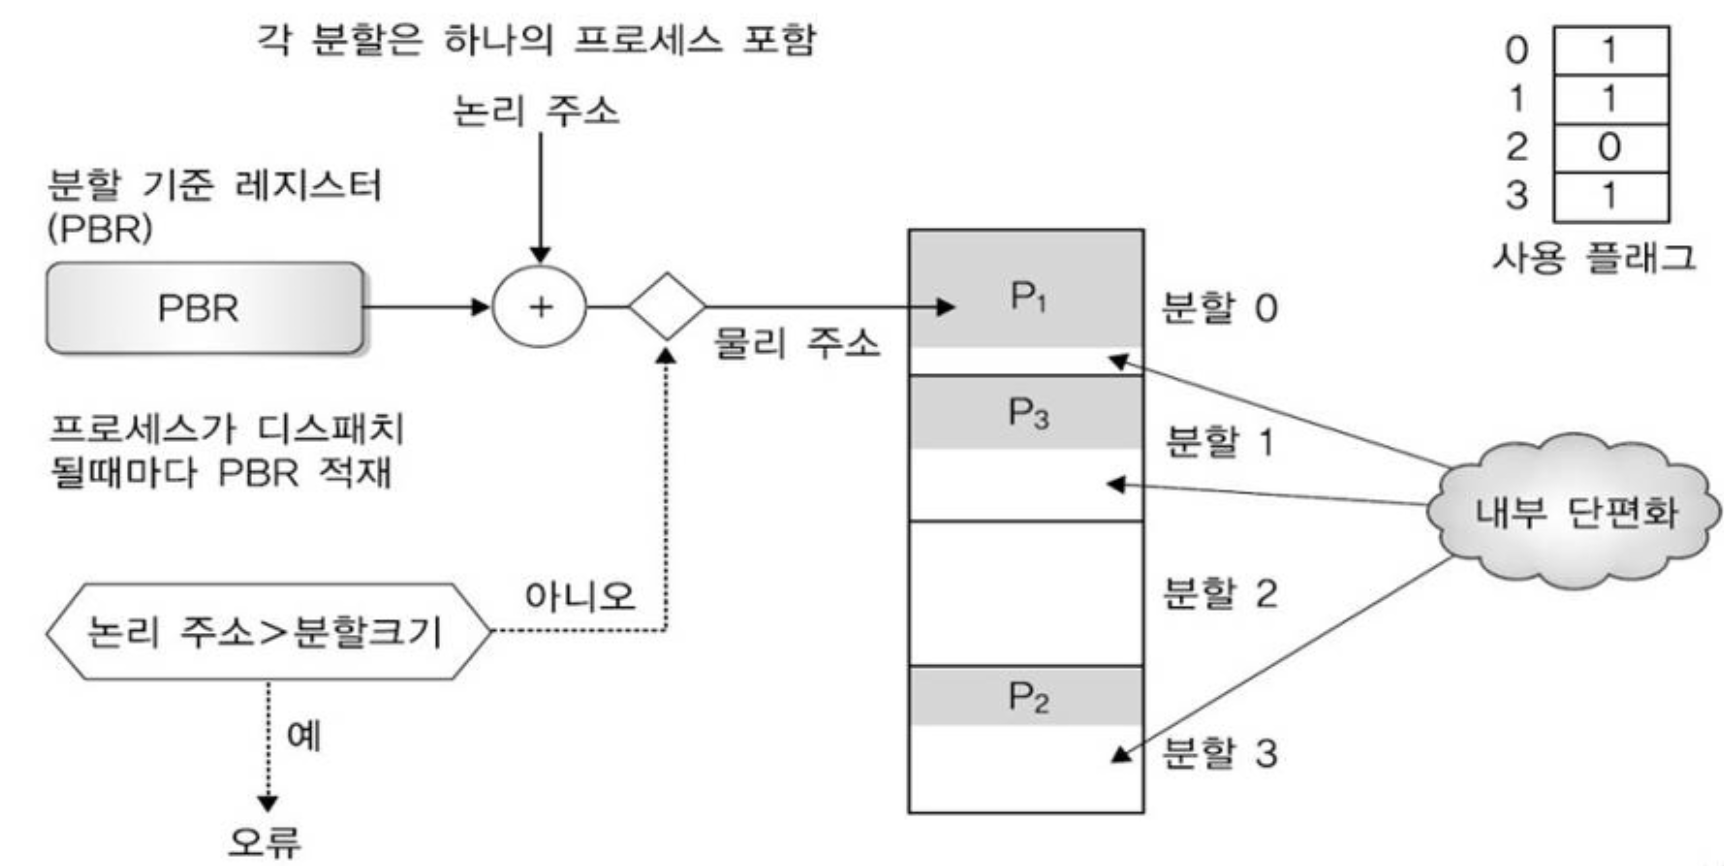 각 분할은 하나의 프로세스 포함
논리 주소
분할 기준 레지스터
(PBR)
PBR
+
물리 주소
프로세스가 디스패치
될때마다 PBR 적재
논리 주소>분할크기
아니오
예
오류
P₁
분할 0
P₃
분할 1
분할 2
P₂
분할 3
내부 단편화
0 1
1 1
2 0
3 1
사용 플래그